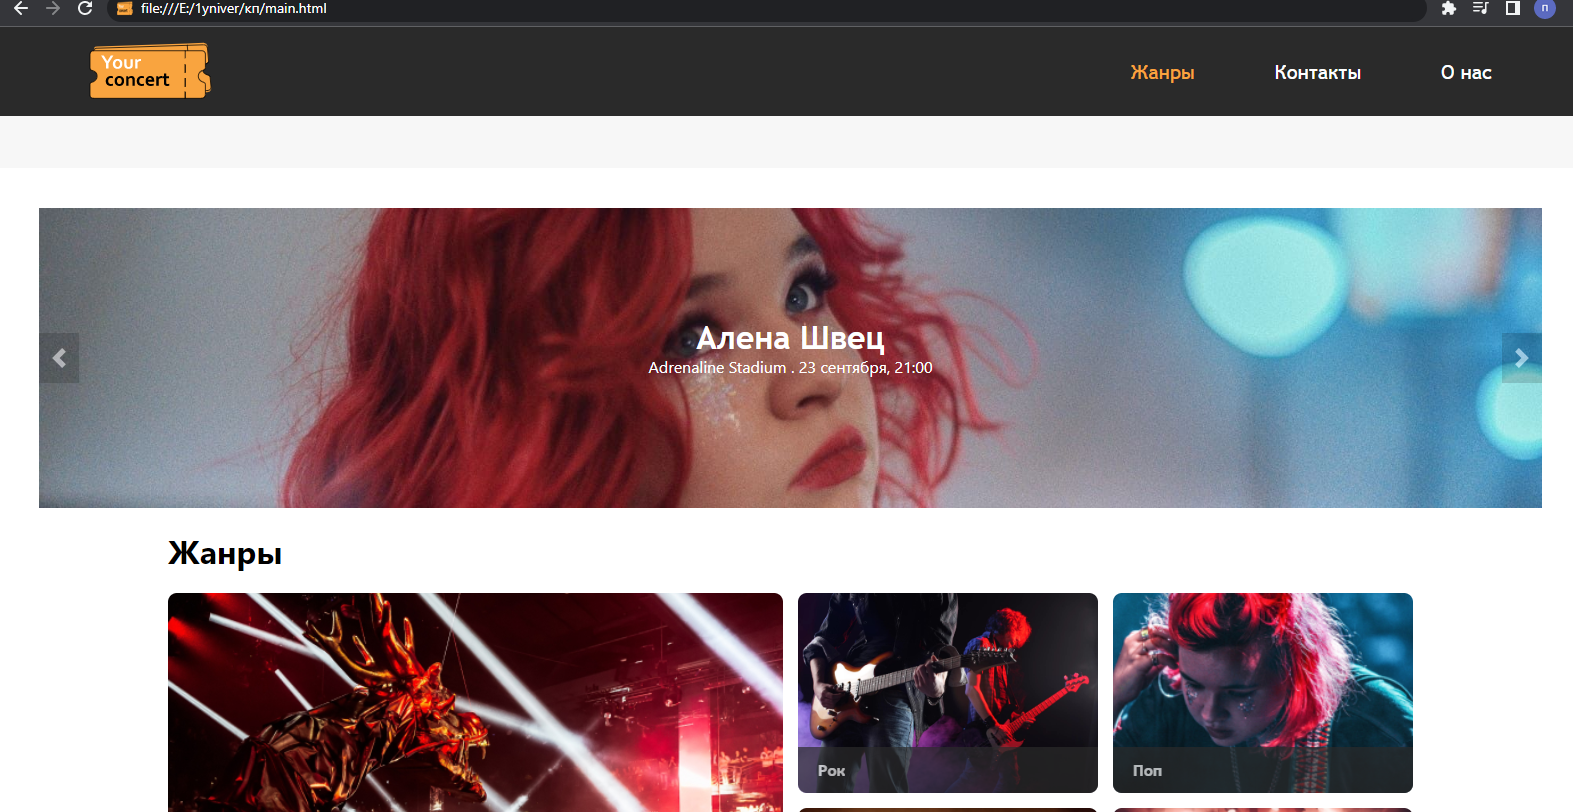 file:///E:/1yniver/кп/main.html
п
Your
concert
Жанры
Контакты
О нас
Алена Швец
Adrenaline Stadium . 23 сентября, 21:00
Жанры
Рок
Поп